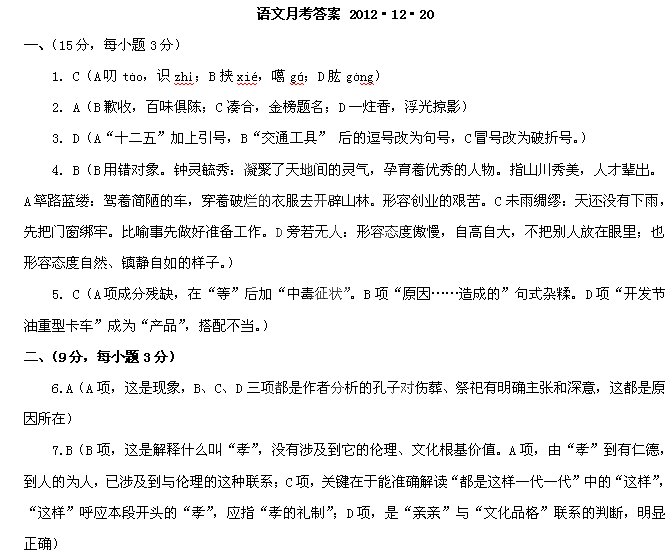 语文月考答案 2012·12·20
一、（15分，每小题3分）
1. C（A叨 tāo，识 zhì；B挟 xié，噶 gá；D肱 gōng）
2. A（B歉收，百味俱陈；C凑合，金榜题名；D一炷香，浮光掠影）
3. D（A“十二五”加上引号，B“交通工具” 后的逗号改为句号，C冒号改为破折号。）
4. B（B用错对象。钟灵毓秀：凝聚了天地间的灵气，孕育着优秀的人物。指山川秀美，人才辈出。
A筚路蓝缕：驾着简陋的车，穿着破烂的衣服去开辟山林。形容创业的艰苦。C未雨绸缪：天还没有下雨，
先把门窗绑牢。比喻事先做好准备工作。D旁若无人：形容态度傲慢，自高自大，不把别人放在眼里；也
形容态度自然、镇静自如的样子。）
5. C（A项成分残缺，在“等”后加“中毒征状”。B项“原因……造成的”句式杂糅。D项“开发节
油重型卡车”成为“产品”，搭配不当。）
二、（9分，每小题3分）
6.A（A项，这是现象，B、C、D三项都是作者分析的孔子对伤葬、祭祀有明确主张和深意，这都是原
因所在）
7.B（B项，这是解释什么叫“孝”，没有涉及到它的伦理、文化根基价值。A项，由“孝”到有仁德，
到人的为人，已涉及到与伦理的这种联系；C项，关键在于能准确解读“都是这样一代一代”中的“这样”，
“这样”呼应本段开头的“孝”，应指“孝的礼制”；D项，是“亲亲”与“文化品格”联系的判断，明显
正确）